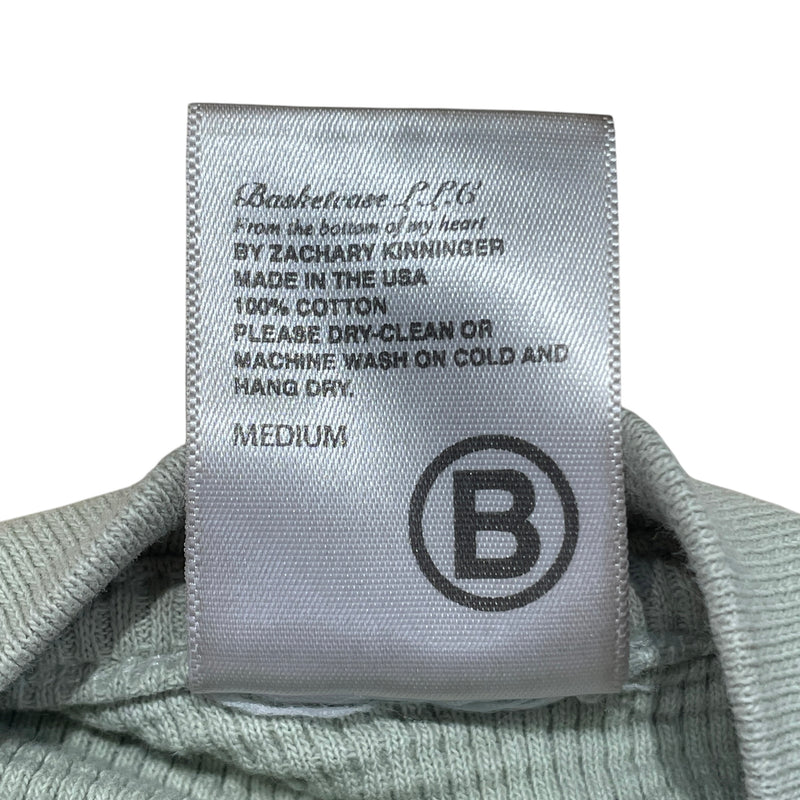 Basketcase L.L.C
From the bottom of my heart
BY ZACHARY KINNINGER
MADE IN THE USA
100% COTTON
PLEASE DRY-CLEAN OR
MACHINE WASH ON COLD AND
HANG DRY.
MEDIUM
B